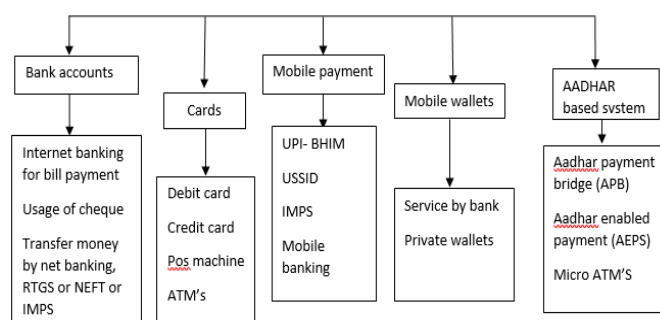 Bank accounts
Internet banking
for bill payment
Usage of cheque
Transfer money
by net banking,
RTGS or NEFT or
IMPS
Cards
Debit card
Credit card
Pos machine
ATM's
Mobile payment
UPI- BHIM
USSID
IMPS
Mobile
banking
Mobile wallets
Service by bank
Private wallets
AADHAR
based system
Aadhar payment
bridge (APB)
Aadhar enabled
payment (AEPS)
Micro ATM'S